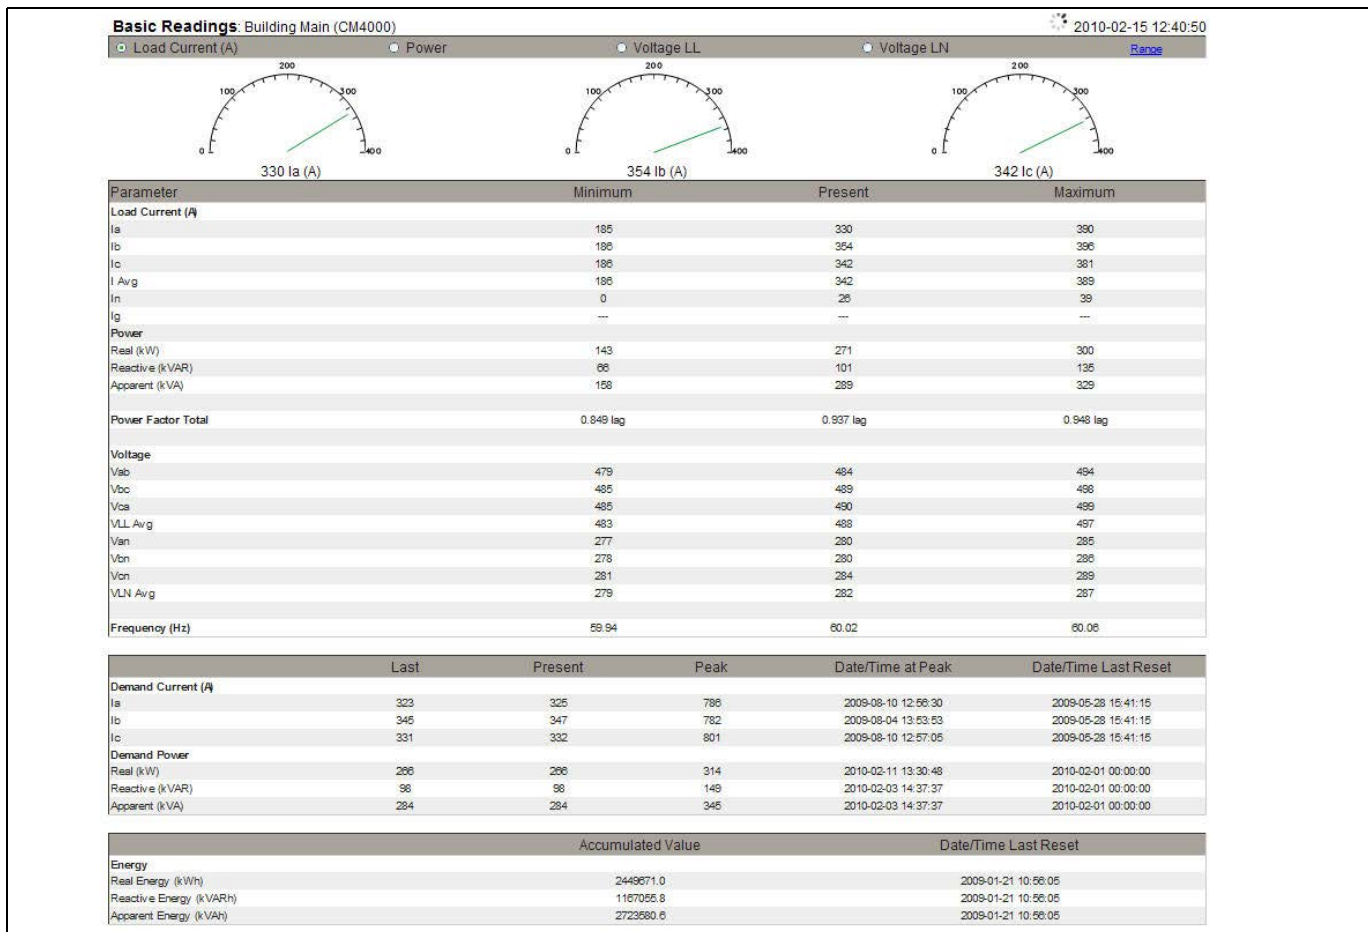 Basic Readings: Building Main (CM4000) 2010-02-15 12:40:50
Load Current (A) Power Voltage LL Voltage LN Range
200 200 200
100 300 100 300 100 300
0 400 0 400 0 400
330 Ia (A) 354 Ib (A) 342 Ic (A)
Parameter Minimum Present Maximum
Load Current (A)
Ia 185 330 390
Ib 186 354 396
Ic 186 342 381
I Avg 186 342 389
In 0 26 39
Ig --- --- ---
Power
Real (kW) 143 271 300
Reactive (kVAR) 66 101 135
Apparent (kVA) 158 289 329
Power Factor Total 0.849 lag 0.937 lag 0.948 lag
Voltage
Vab 479 484 494
Vbc 485 489 498
Vca 485 490 499
VLL Avg 483 488 497
Van 277 280 285
Vbn 278 280 286
Vcn 281 284 289
VLN Avg 279 282 287
Frequency (Hz) 59.94 60.02 60.06
Last Present Peak Date/Time at Peak Date/Time Last Reset
Demand Current (A)
Ia 323 325 786 2009-08-10 12:56:30 2009-05-28 15:41:15
Ib 345 347 782 2009-08-04 13:53:53 2009-05-28 15:41:15
Ic 331 332 801 2009-08-10 12:57:05 2009-05-28 15:41:15
Demand Power
Real (kW) 266 266 314 2010-02-11 13:30:48 2010-02-01 00:00:00
Reactive (kVAR) 98 98 149 2010-02-03 14:37:37 2010-02-01 00:00:00
Apparent (kVA) 284 284 345 2010-02-03 14:37:37 2010-02-01 00:00:00
Accumulated Value Date/Time Last Reset
Energy
Real Energy (kWh) 2449671.0 2009-01-21 10:56:05
Reactive Energy (kVARh) 1167055.8 2009-01-21 10:56:05
Apparent Energy (kVAh) 2723580.6 2009-01-21 10:56:05